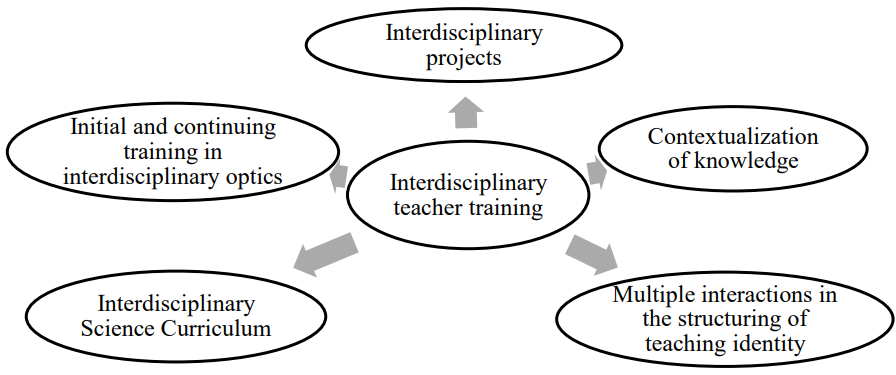 Interdisciplinary
projects
Initial and continuing
training in
interdisciplinary optics
Contextualization
of knowledge
Interdisciplinary
teacher training
Interdisciplinary
Science Curriculum
Multiple interactions in
the structuring of
teaching identity